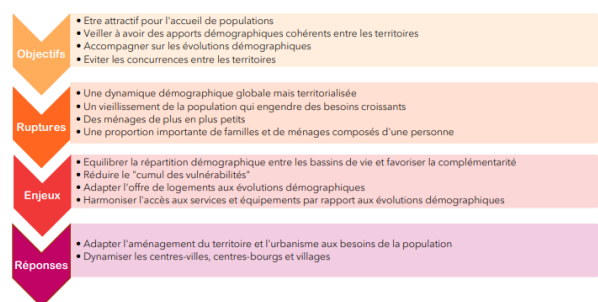 Objectifs
• Etre attractif pour l'accueil de populations
• Veiller à avoir des apports démographiques cohérents entre les territoires
• Accompagner sur les évolutions démographiques
• Eviter les concurrences entre les territoires
Ruptures
• Une dynamique démographique globale mais territorialisée
• Un vieillissement de la population qui engendre des besoins croissants
• Des ménages de plus en plus petits
• Une proportion importante de familles et de ménages composés d'une personne
Enjeux
• Equilibrer la répartition démographique entre les bassins de vie et favoriser la complémentarité
• Réduire le "cumul des vulnérabilités"
• Adapter l'offre de logements aux évolutions démographiques
• Harmoniser l'accès aux services et équipements par rapport aux évolutions démographiques
Réponses
• Adapter l'aménagement du territoire et l'urbanisme aux besoins de la population
• Dynamiser les centres-villes, centres-bourgs et villages